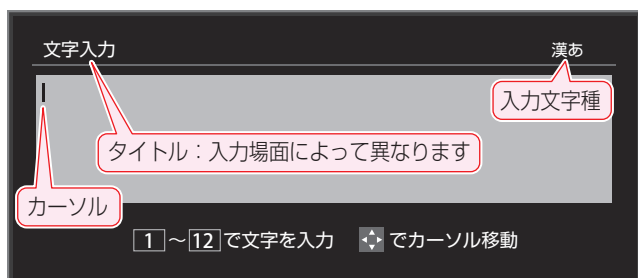 文字入力
漢あ
入力文字種
タイトル：入力場面によって異なります
カーソル
1～12で文字を入力 でカーソル移動